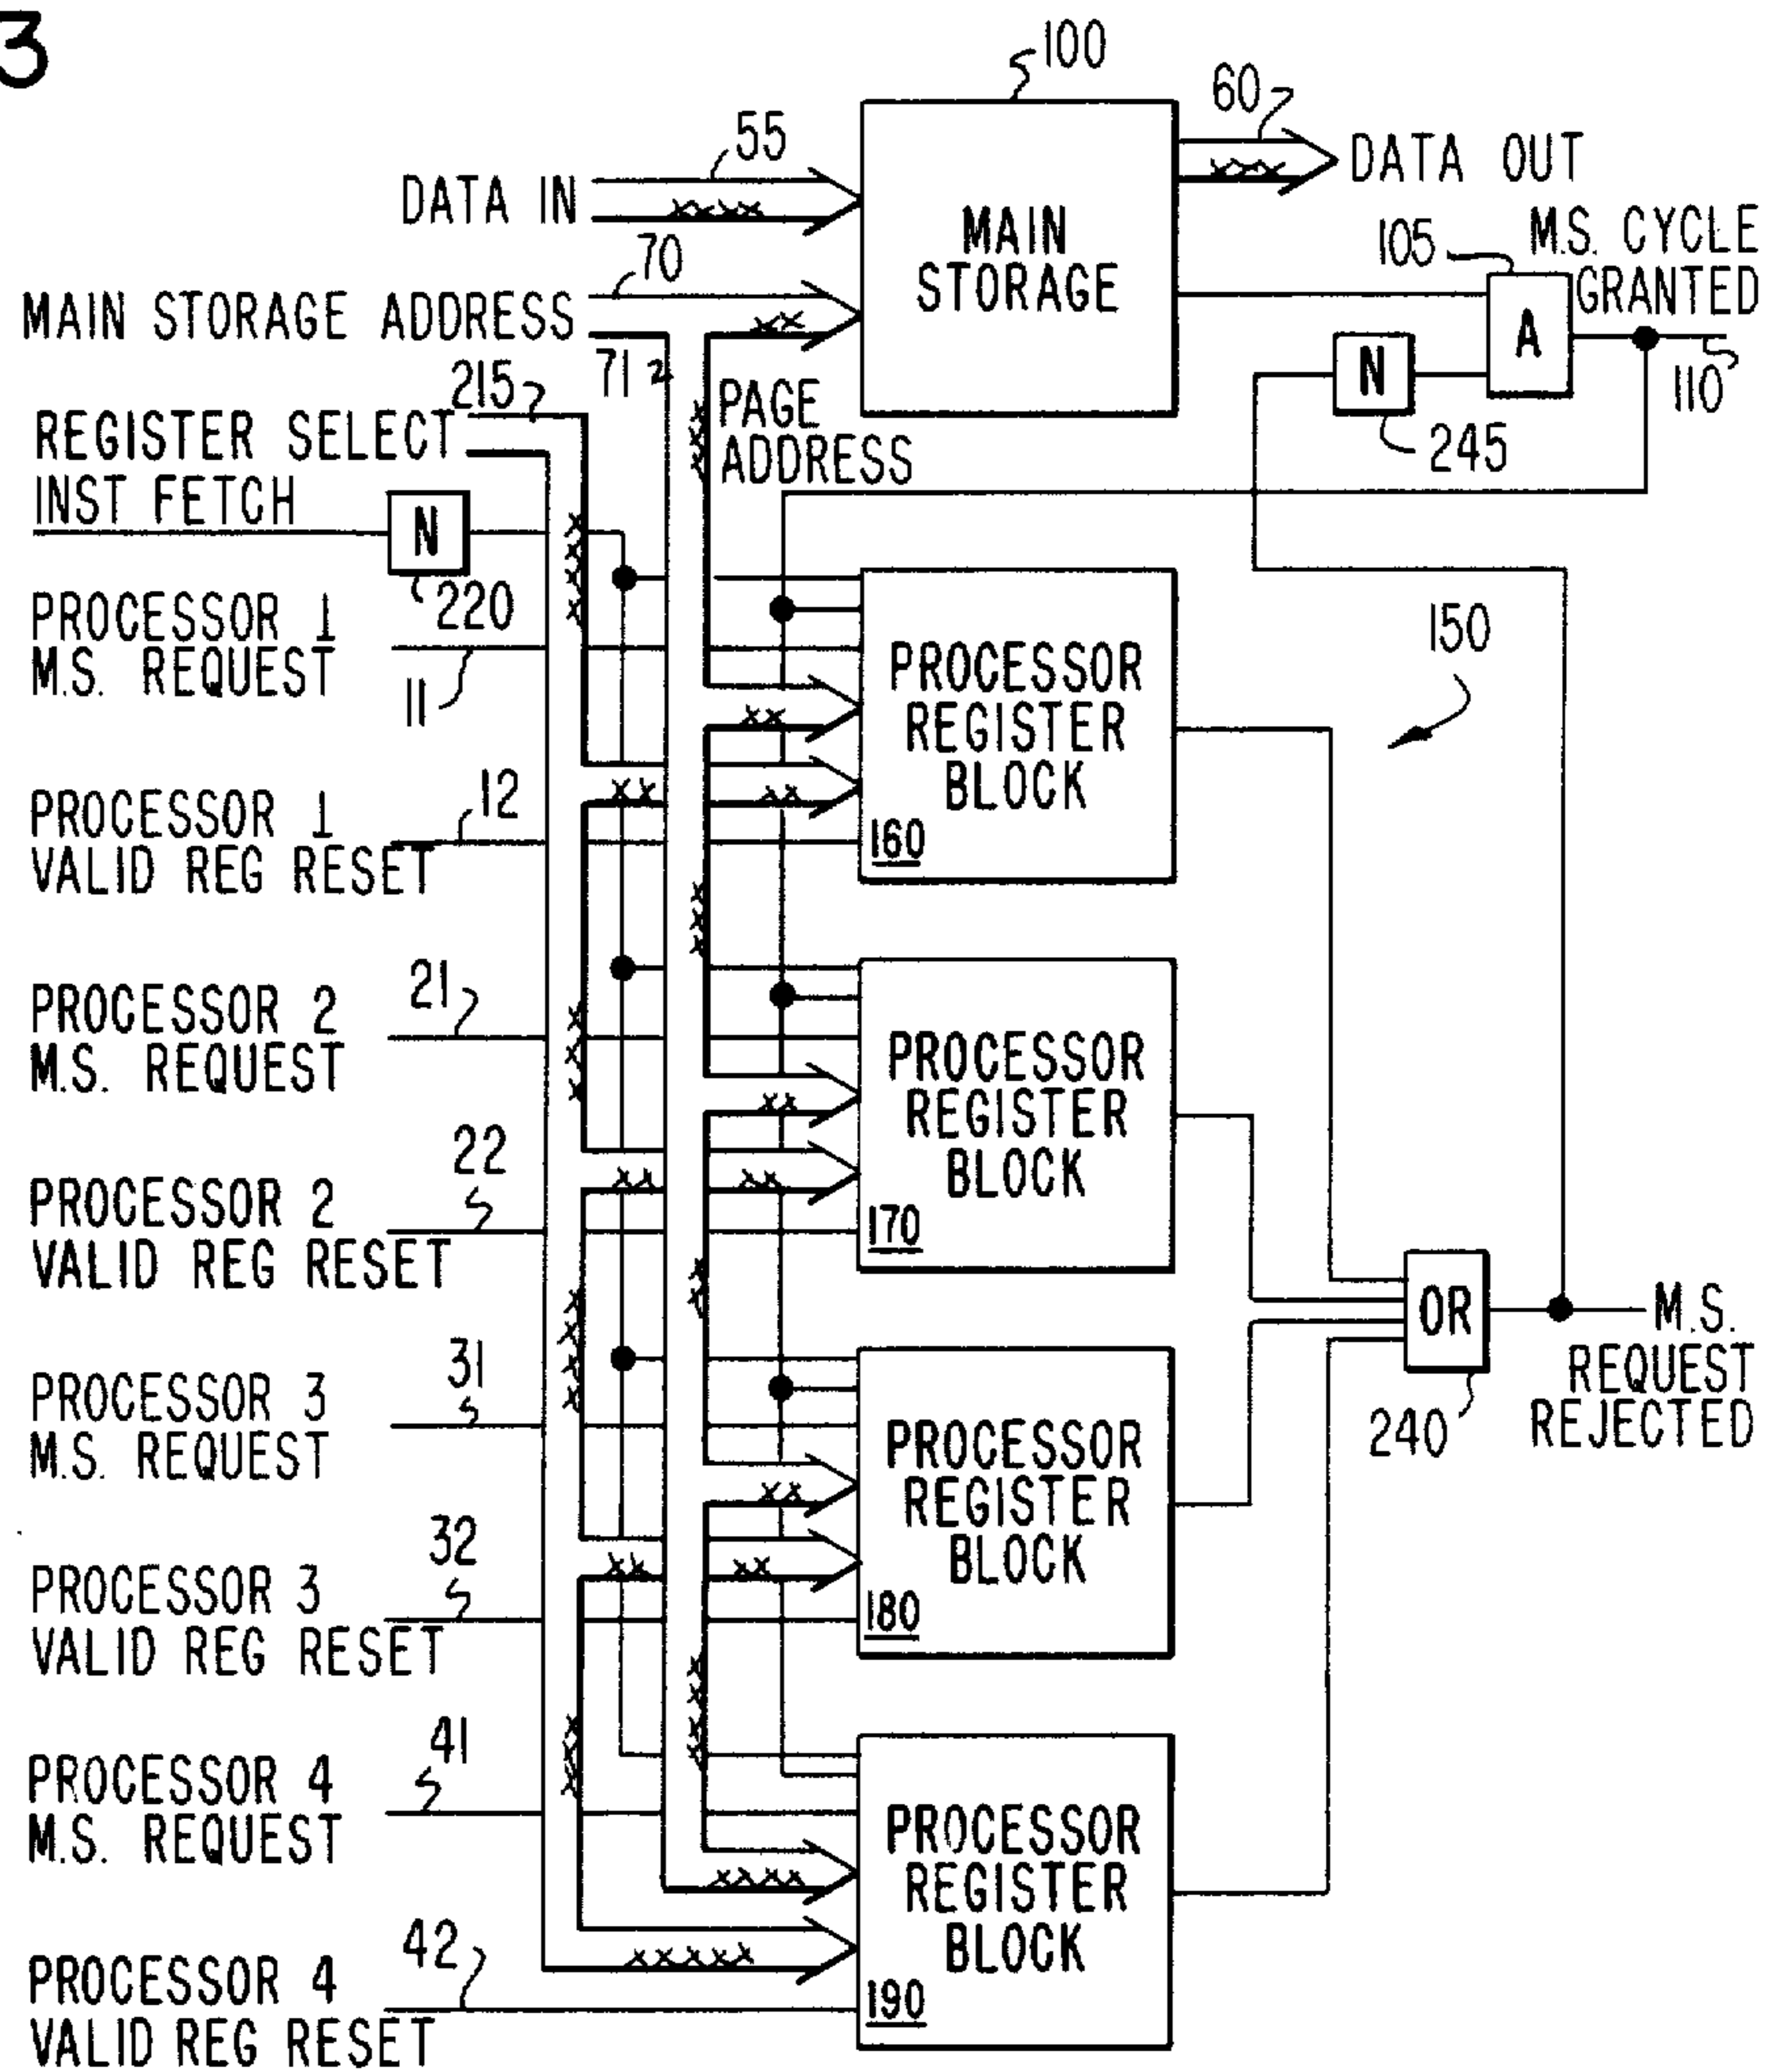 3
100
60
55
DATA IN
DATA OUT
MAIN
STORAGE
105
M.S. CYCLE
GRANTED
70
MAIN STORAGE ADDRESS
71
A
N
110
245
215
PAGE
ADDRESS
REGISTER SELECT
INST FETCH
N
220
PROCESSOR 1
M.S. REQUEST
11
PROCESSOR
REGISTER
BLOCK
160
150
PROCESSOR 1
VALID REG RESET
12
PROCESSOR 2
M.S. REQUEST
21
PROCESSOR
REGISTER
BLOCK
170
PROCESSOR 2
VALID REG RESET
22
OR
M.S.
REQUEST
REJECTED
240
PROCESSOR 3
M.S. REQUEST
31
PROCESSOR
REGISTER
BLOCK
180
PROCESSOR 3
VALID REG RESET
32
PROCESSOR 4
M.S. REQUEST
41
PROCESSOR
REGISTER
BLOCK
190
PROCESSOR 4
VALID REG RESET
42